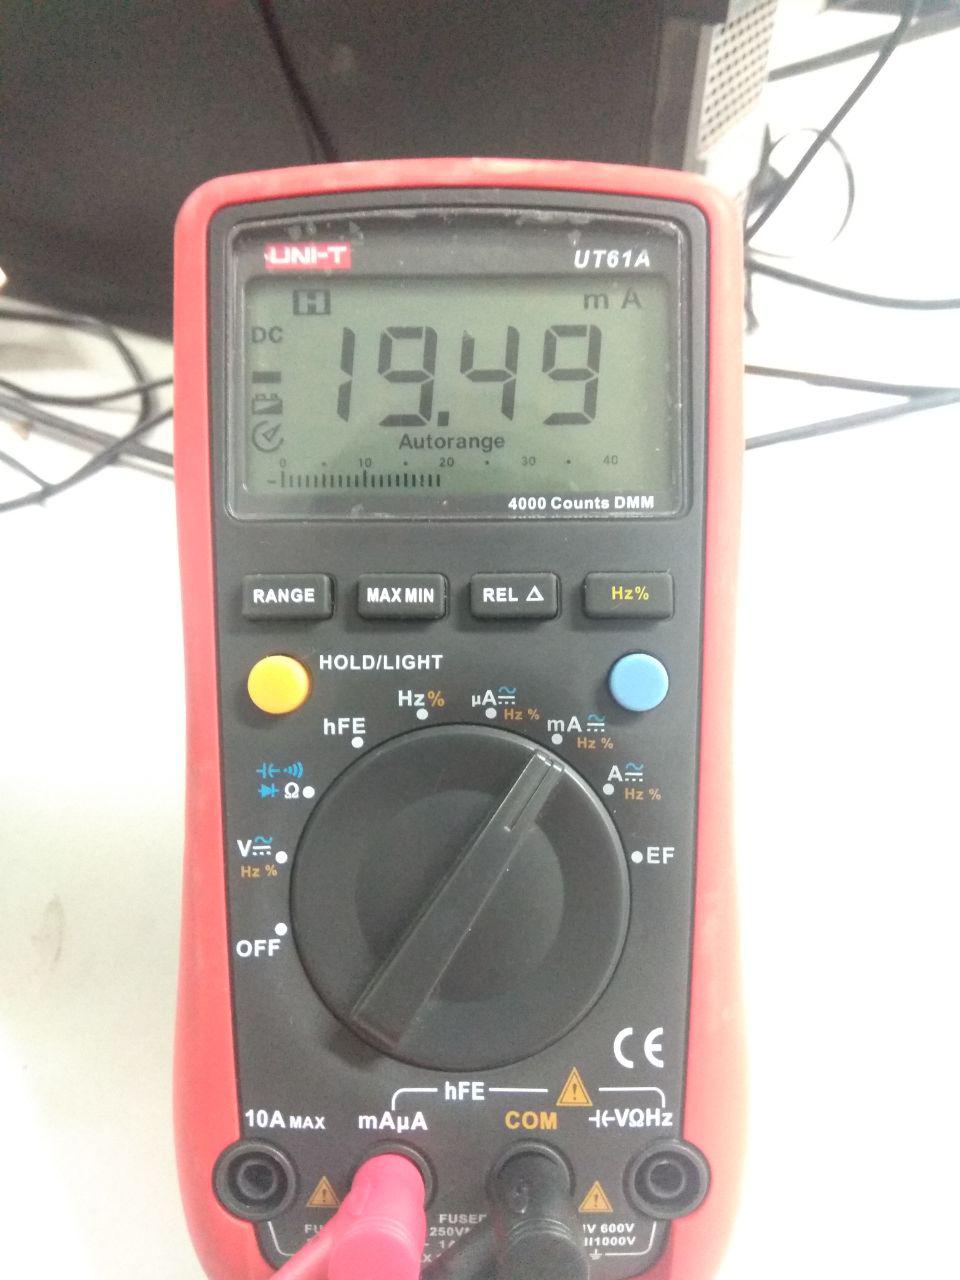 UNI-T UT61A
H mA
DC
19.49
Autorange
0 10 20 30 40
4000 Counts DMM
RANGE MAX MIN REL Δ Hz%
HOLD/LIGHT
Hz% µA Hz %
hFE mA Hz %
Ω A Hz %
V Hz % EF
OFF
CE
hFE
10A MAX mAµA COM VΩHz
FUSED
250V
600V
1000V